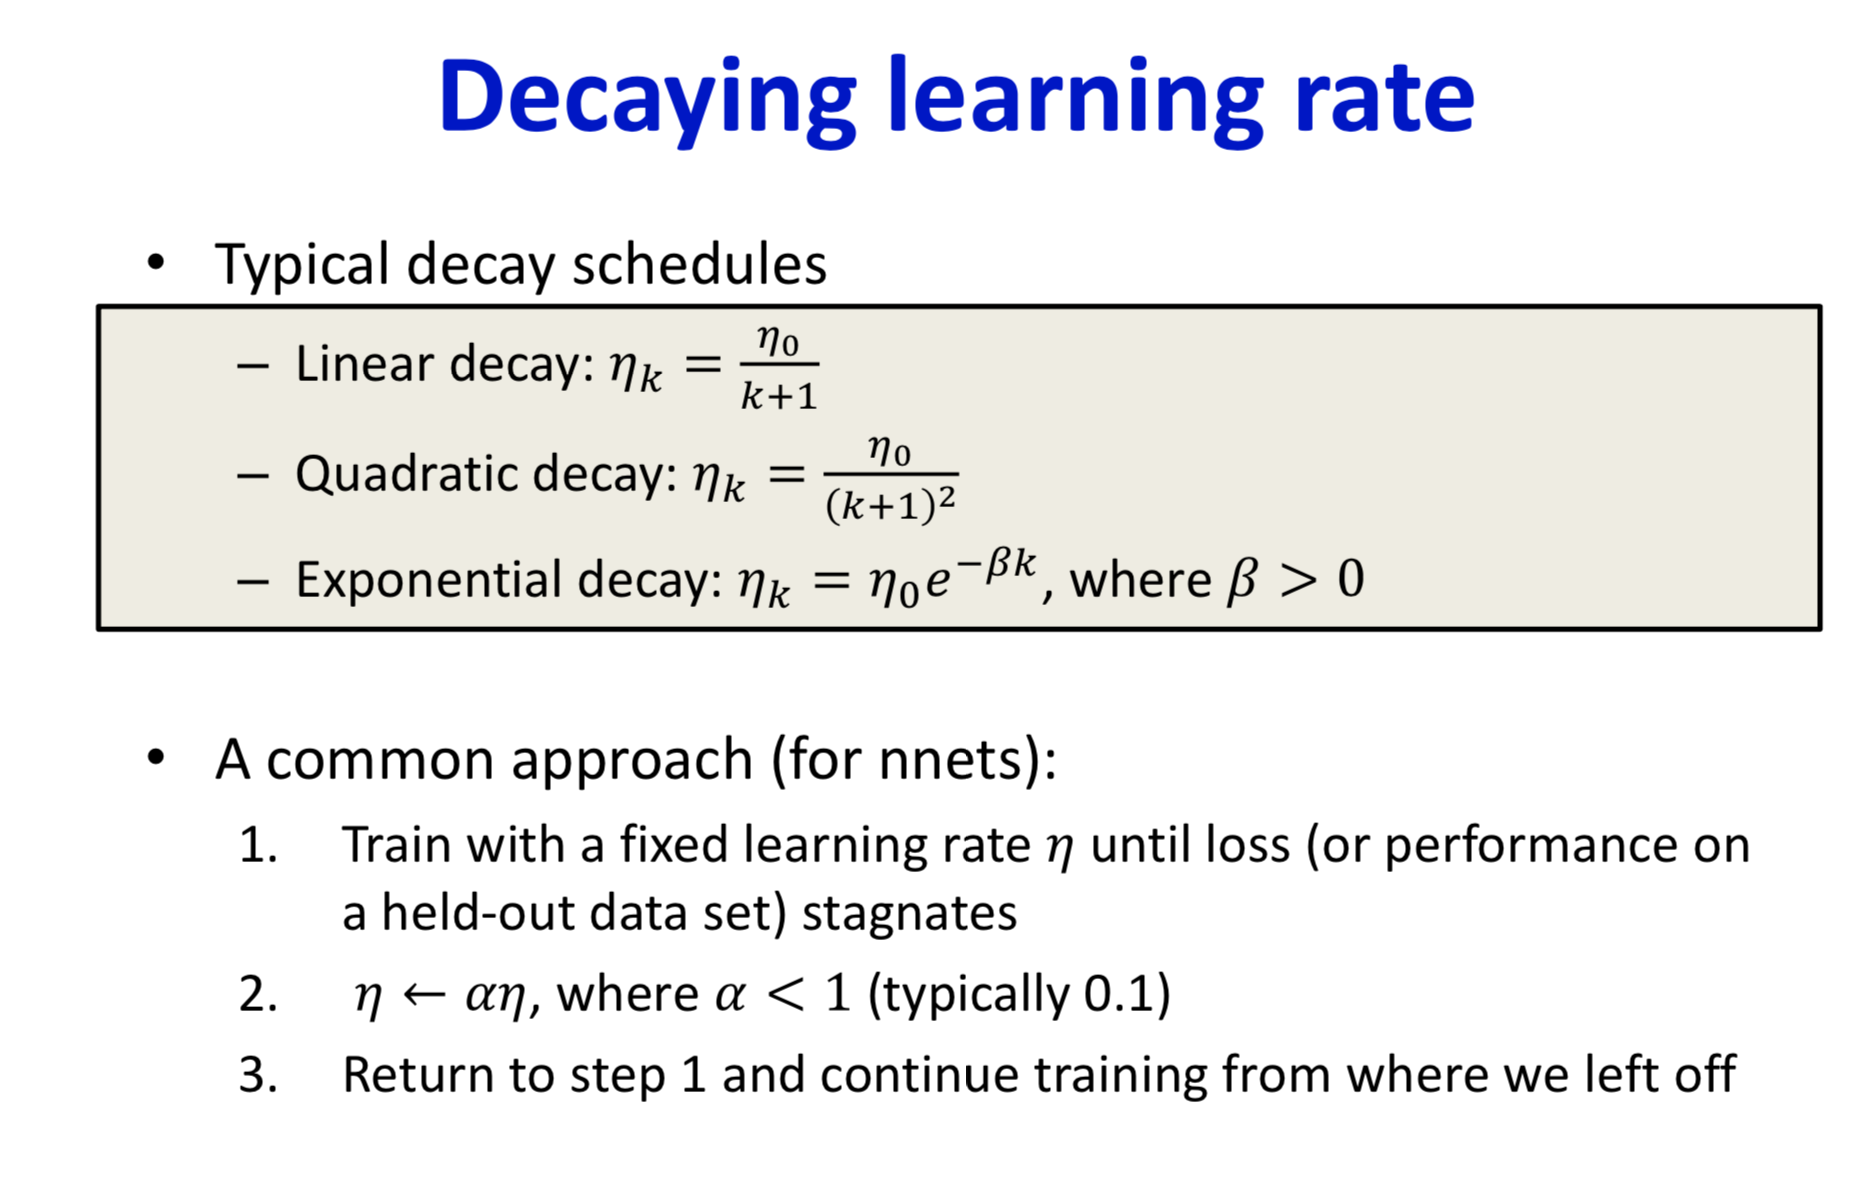 Decaying learning rate
• Typical decay schedules
– Linear decay: $\eta_k = \frac{\eta_0}{k+1}$
– Quadratic decay: $\eta_k = \frac{\eta_0}{(k+1)^2}$
– Exponential decay: $\eta_k = \eta_0 e^{-\beta k}$, where $\beta > 0$
• A common approach (for nnets):
1. Train with a fixed learning rate $\eta$ until loss (or performance on
a held-out data set) stagnates
2. $\eta \leftarrow \alpha\eta$, where $\alpha < 1$ (typically 0.1)
3. Return to step 1 and continue training from where we left off